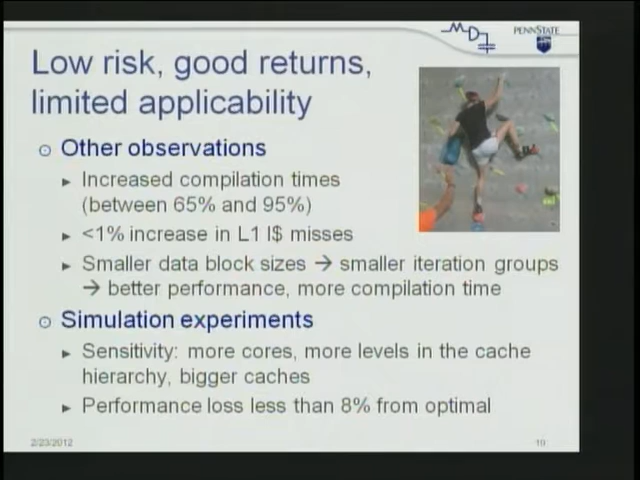 PENNSTATE
Low risk, good returns,
limited applicability
Other observations
Increased compilation times
(between 65% and 95%)
<1% increase in L1 I$ misses
Smaller data block sizes → smaller iteration groups
→ better performance, more compilation time
Simulation experiments
Sensitivity: more cores, more levels in the cache
hierarchy, bigger caches
Performance loss less than 8% from optimal
2/23/2012